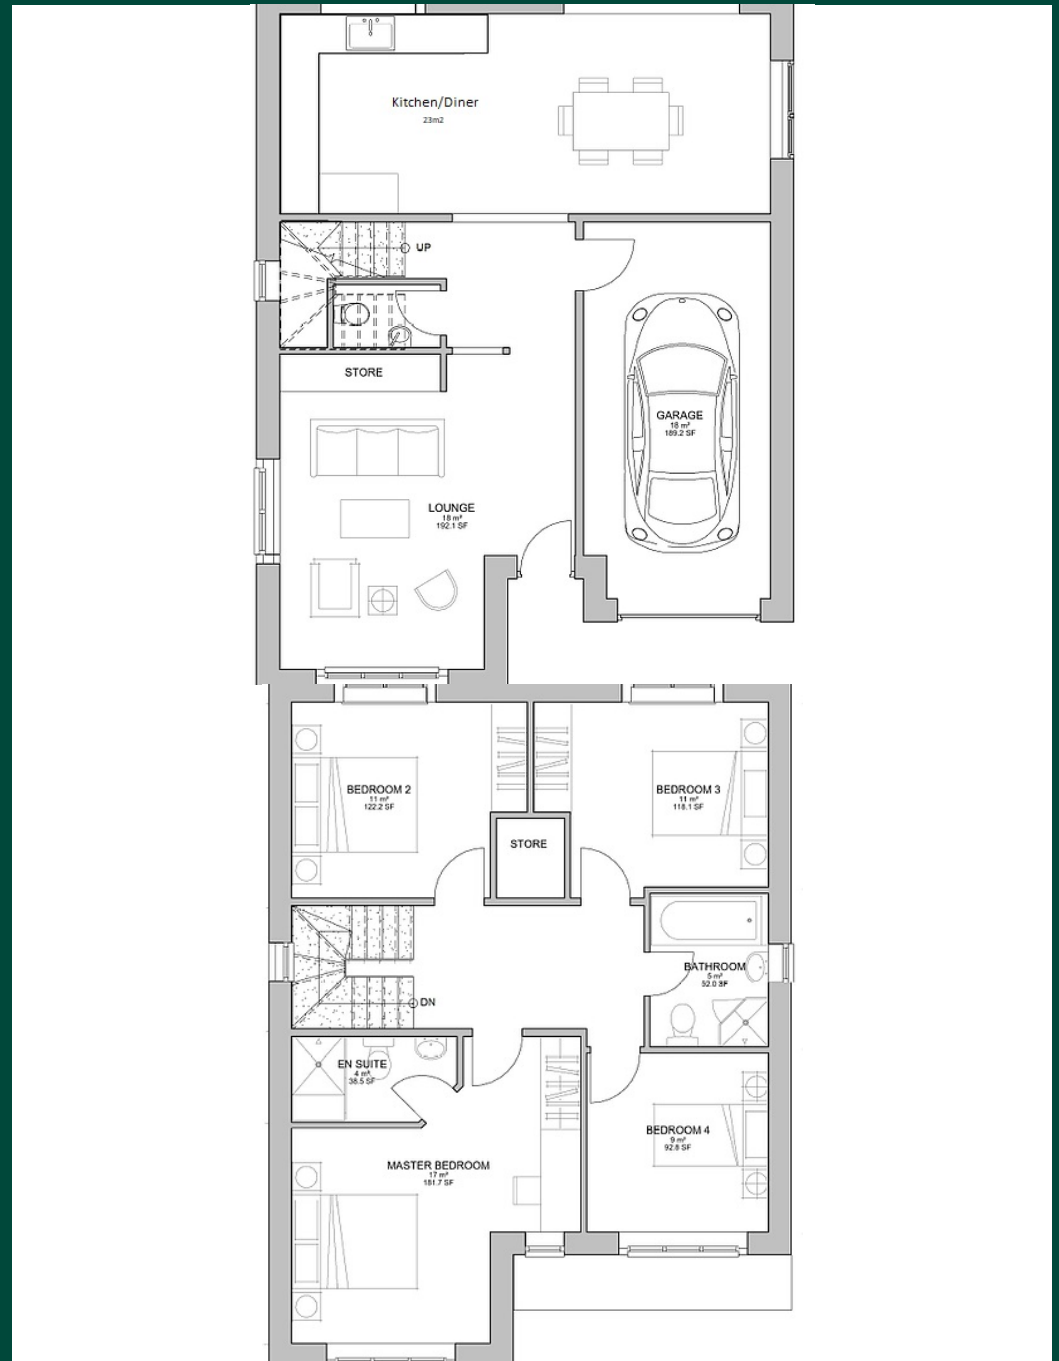 Kitchen/Diner
23m2
UP
STORE
GARAGE
18 m²
189.2 SF
LOUNGE
18 m²
192.1 SF
BEDROOM 2
11 m²
122.2 SF
BEDROOM 3
11 m²
118.1 SF
STORE
BATHROOM
5 m²
52.0 SF
DN
EN SUITE
4 m²
38.5 SF
BEDROOM 4
9 m²
92.8 SF
MASTER BEDROOM
17 m²
181.7 SF